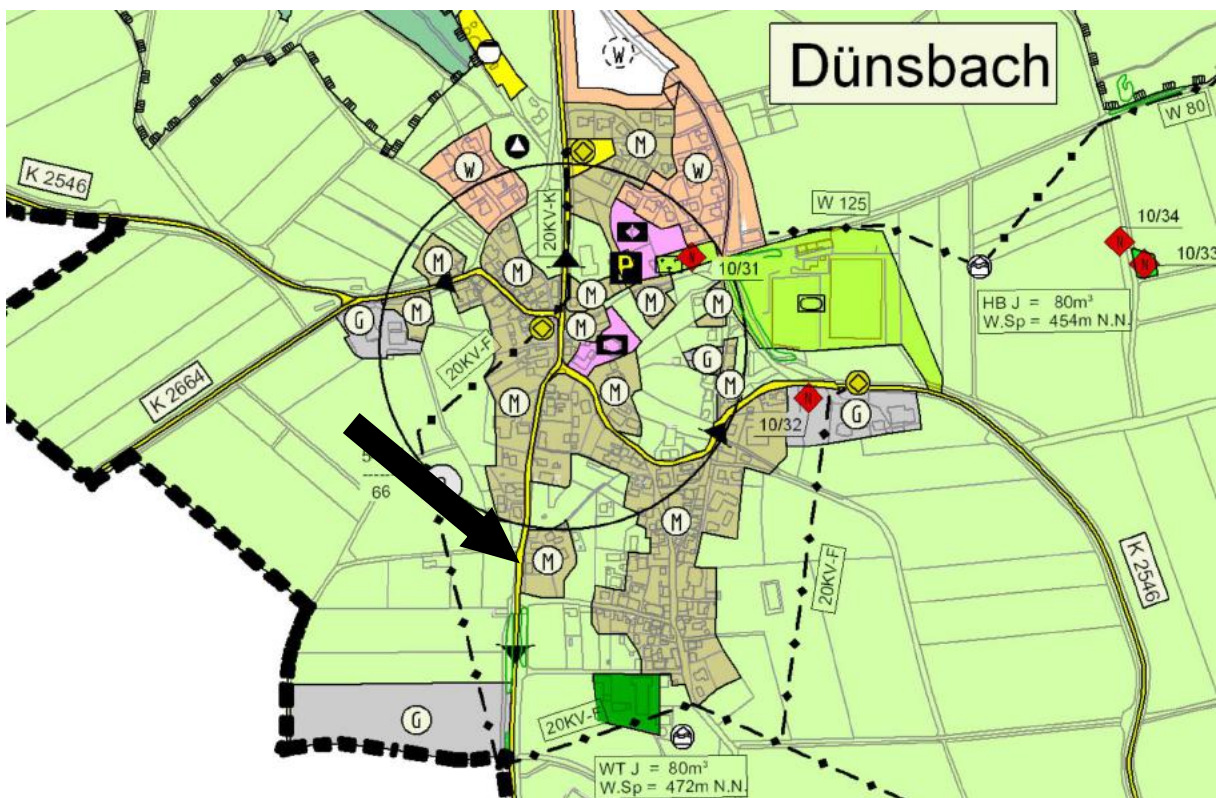 W
Dünsbach
W 80
M
W
W
K 2546
20KV-K
W 125
10/34
P
N
10/31
10/33
M
M
M
HB J = 80m³
W.Sp = 454m N.N.
M
M
M
M
G
20KV-F
G
M
K 2664
M
M
N
10/32
G
66
M
M
K 2546
20KV-F
G
20KV-F
WT J = 80m³
W.Sp = 472m N.N.